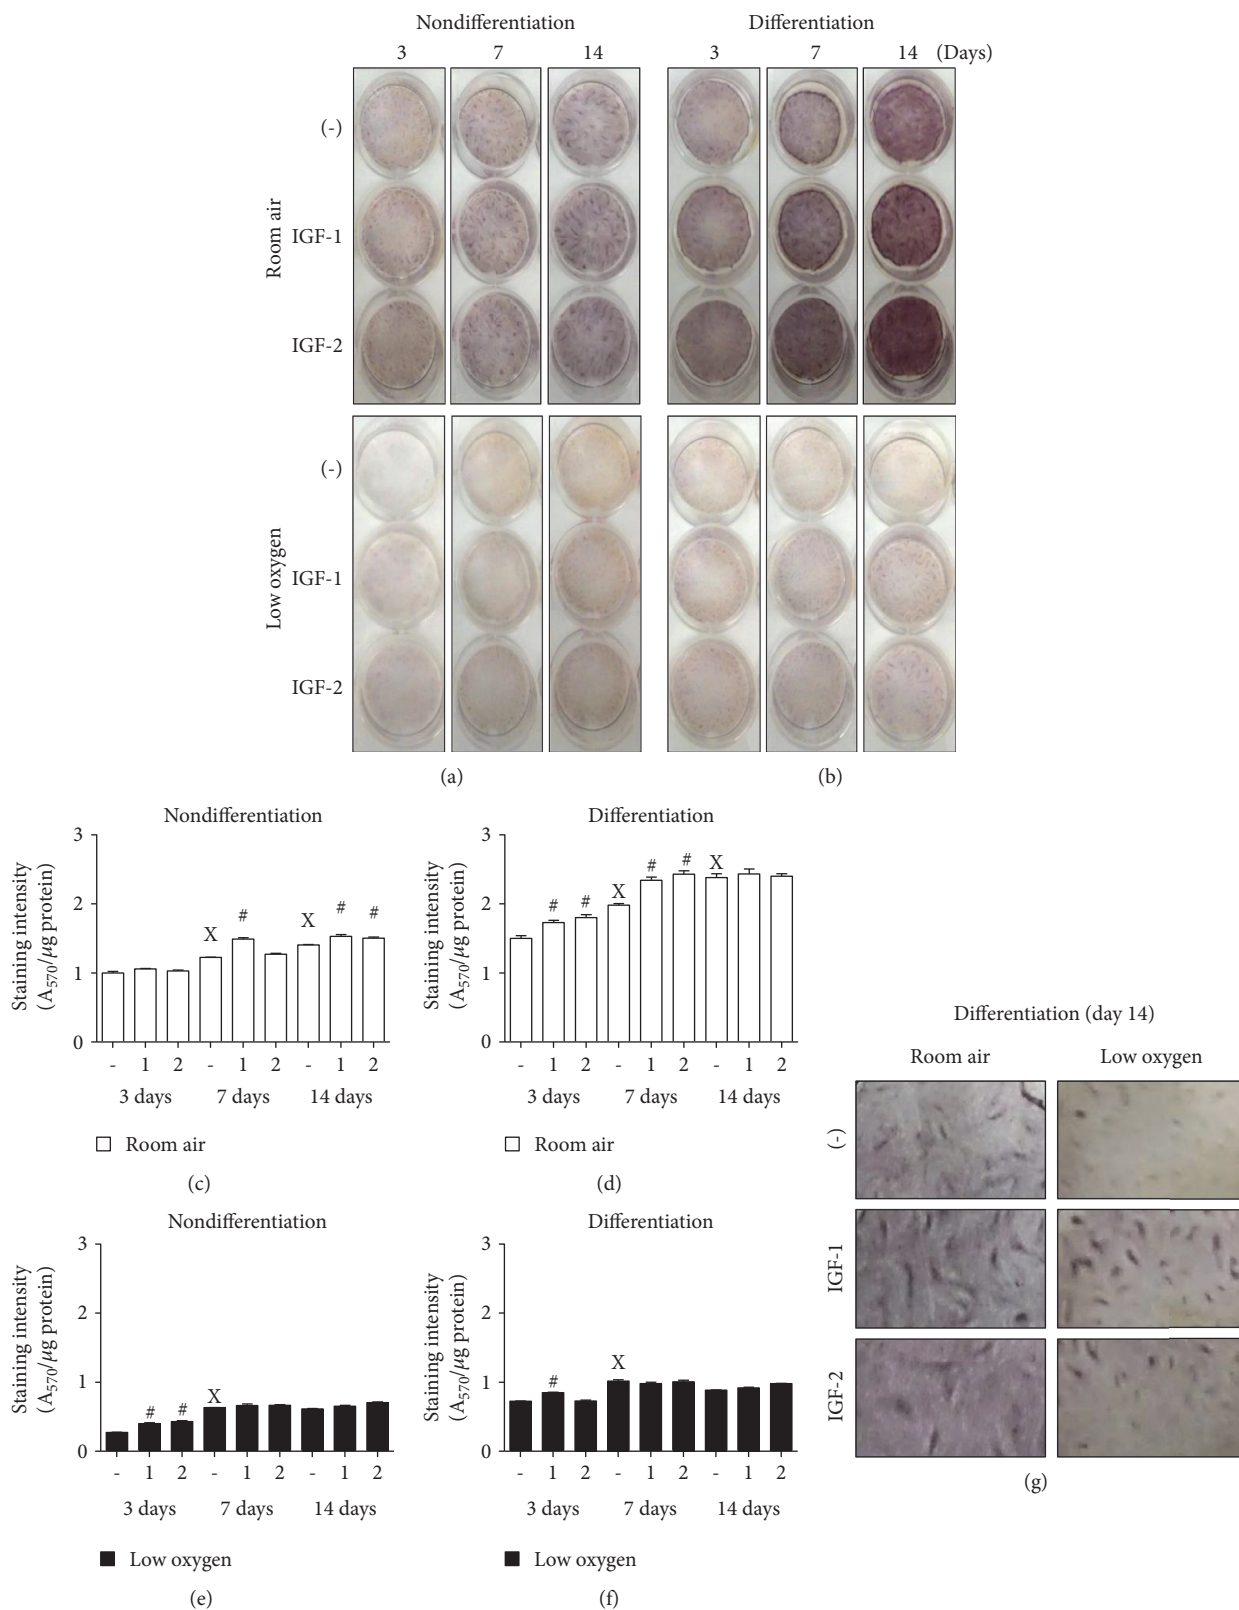 Nondifferentiation Differentiation
3 7 14 3 7 14 (Days)
Room air
(-)
IGF-1
IGF-2
Low oxygen
(-)
IGF-1
IGF-2
(a) (b)
Nondifferentiation
Staining intensity
(A570/μg protein)
3
2
1
0
X # X # #
- 1 2 - 1 2 - 1 2
3 days 7 days 14 days
Room air
(c)
Differentiation
Staining intensity
(A570/μg protein)
3
2
1
0
# # X # # X
- 1 2 - 1 2 - 1 2
3 days 7 days 14 days
Room air
(d)
Nondifferentiation
Staining intensity
(A570/μg protein)
3
2
1
0
# # X
- 1 2 - 1 2 - 1 2
3 days 7 days 14 days
Low oxygen
(e)
Differentiation
Staining intensity
(A570/μg protein)
3
2
1
0
# X
- 1 2 - 1 2 - 1 2
3 days 7 days 14 days
Low oxygen
(f)
Differentiation (day 14)
Room air Low oxygen
(-)
IGF-1
IGF-2
(g)